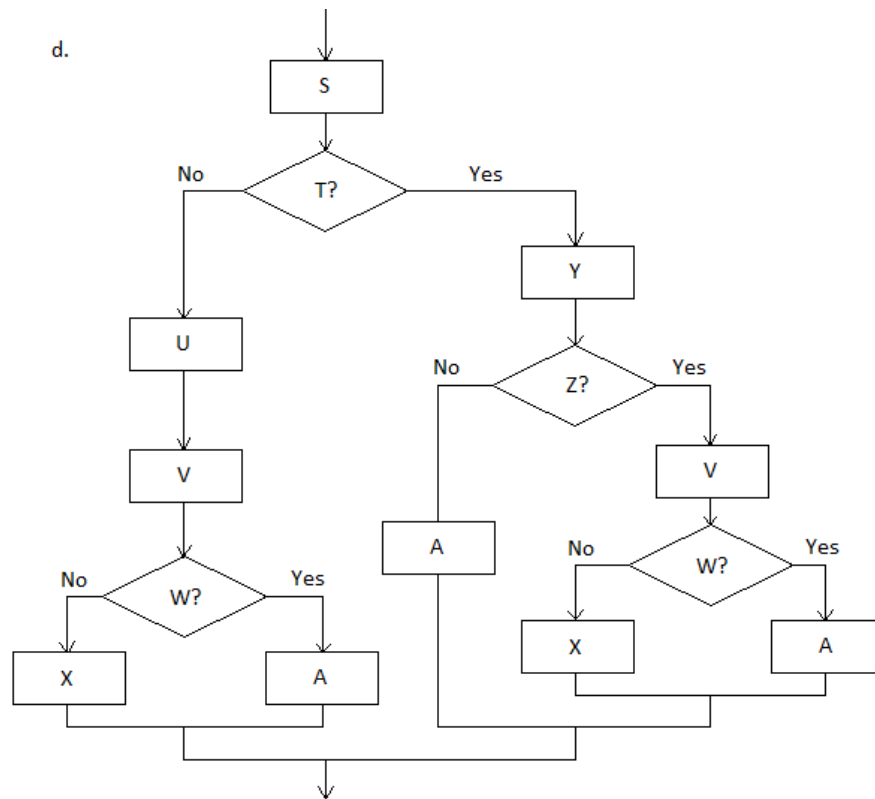 d.
S
No
T?
Yes
Y
U
No
Z?
Yes
V
V
A
No
W?
Yes
No
W?
Yes
X
A
X
A